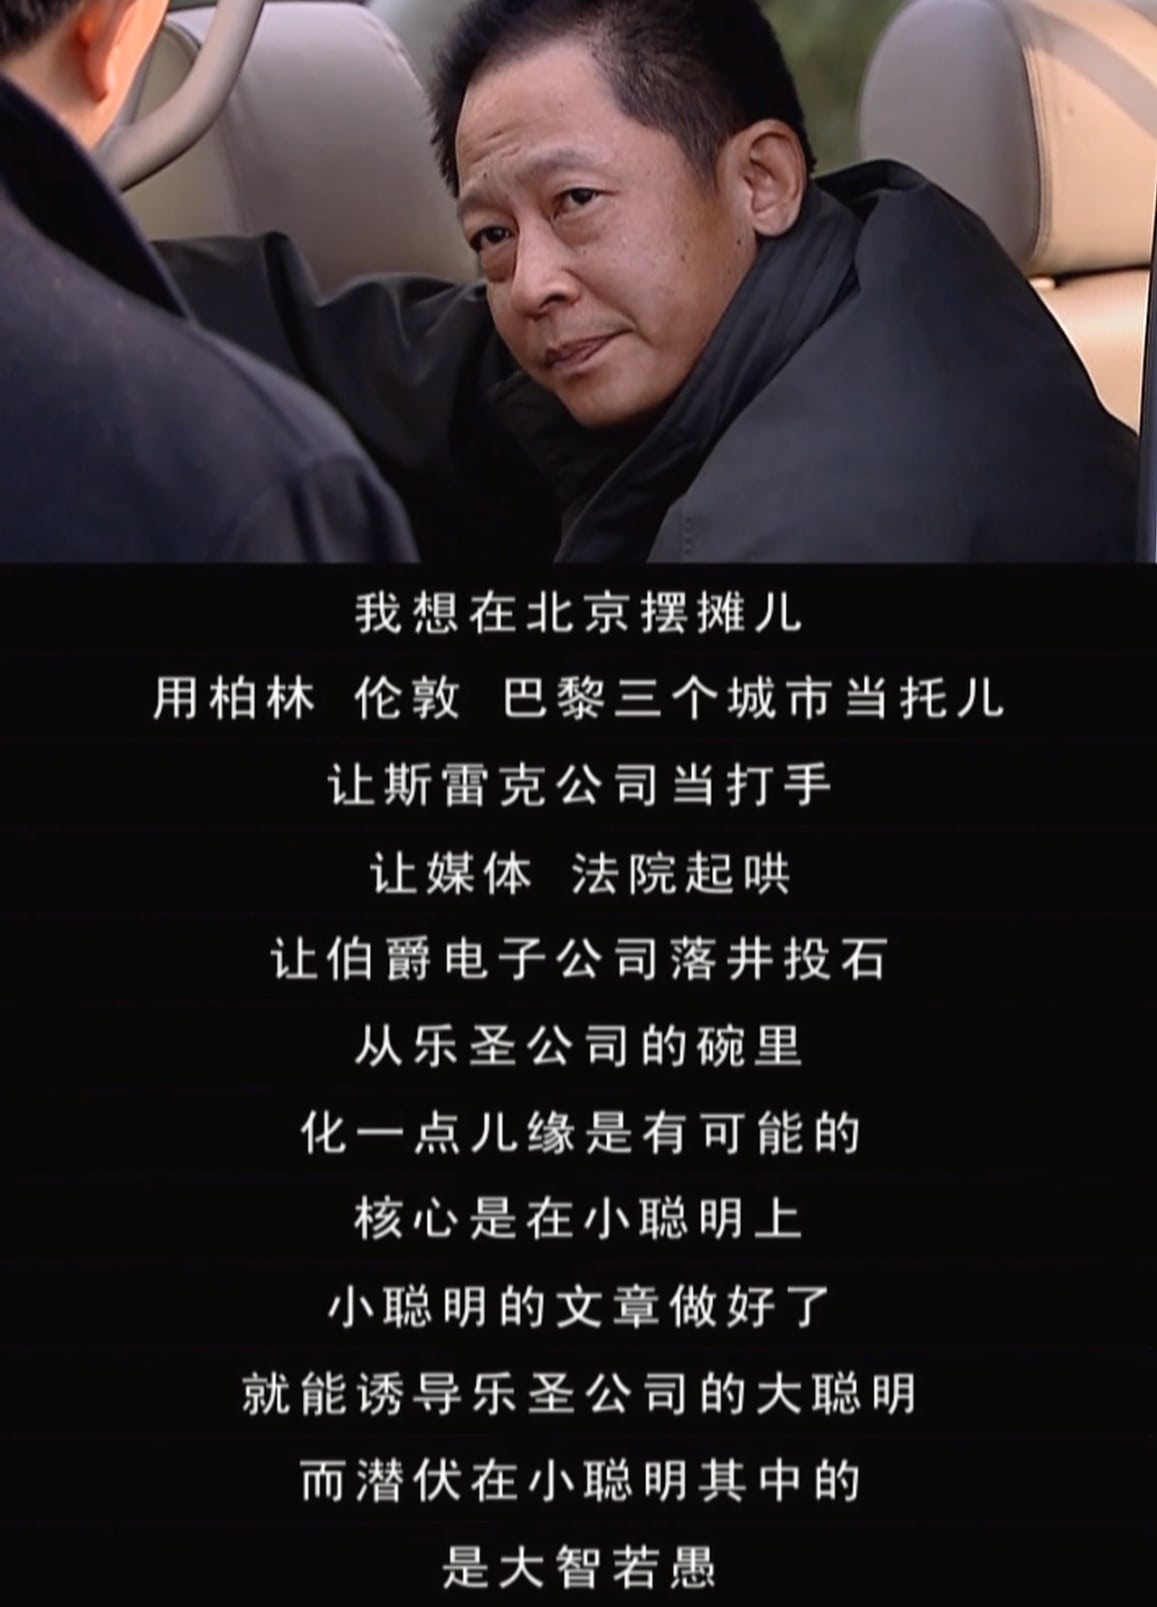 我想在北京摆摊儿
用柏林 伦敦 巴黎三个城市当托儿
让斯雷克公司当打手
让媒体 法院起哄
让伯爵电子公司落井投石
从乐圣公司的碗里
化一点儿缘是有可能的
核心是在小聪明上
小聪明的文章做好了
就能诱导乐圣公司的大聪明
而潜伏在小聪明其中的
是大智若愚